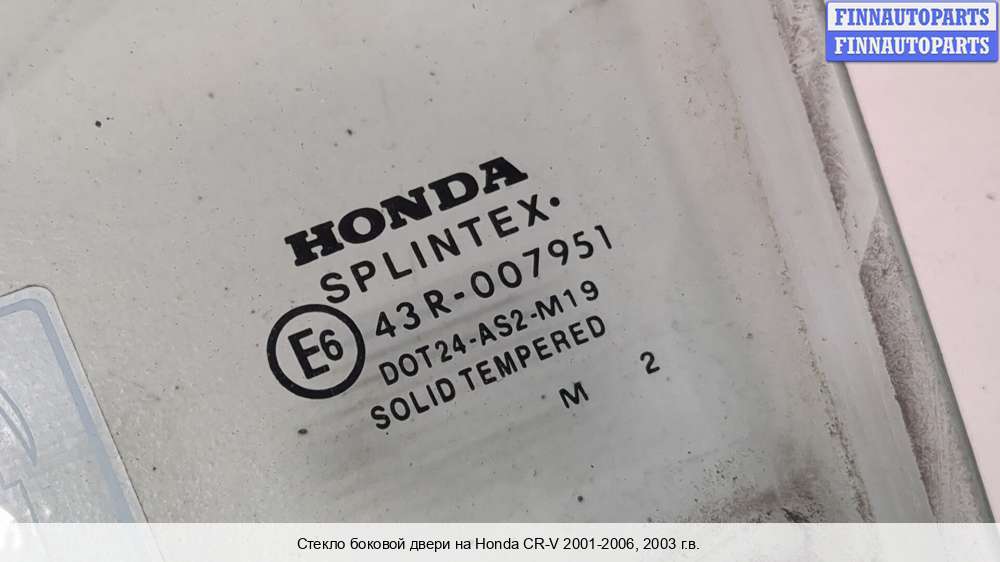 FINNAUTOPARTS
FINNAUTOPARTS
HONDA
SPLINTEX.
E6 43R-007951
DOT24-AS2-M19
SOLID TEMPERED
M 2
Стекло боковой двери на Honda CR-V 2001-2006, 2003 г.в.